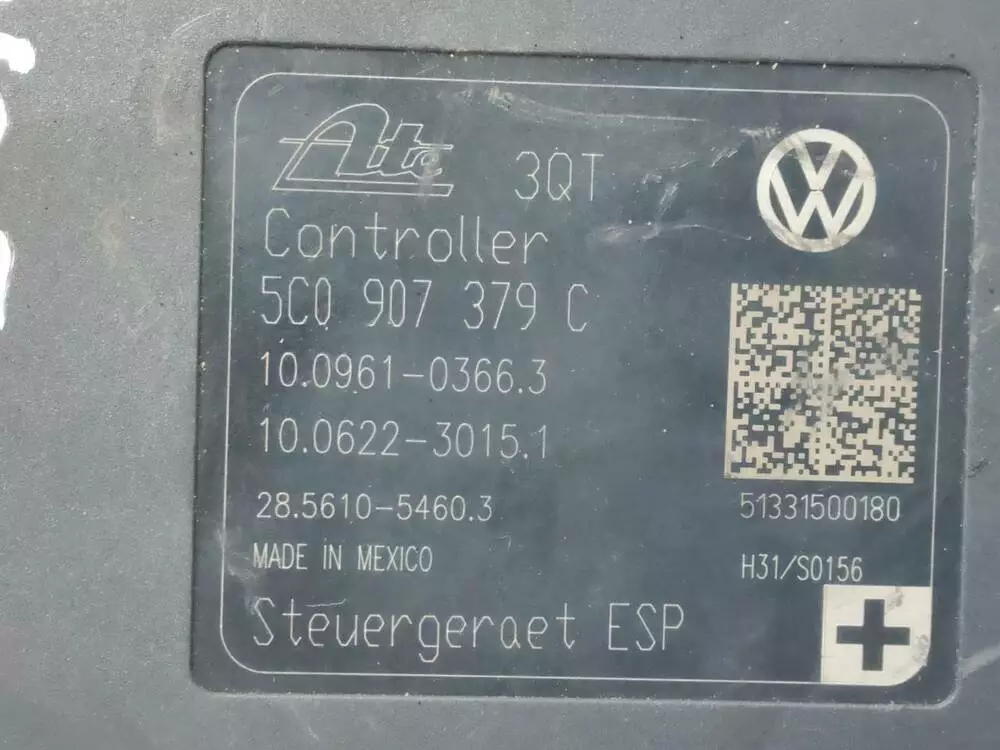 Ate 3QT
Controller
5C0 907 379 C
10.0961-0366.3
10.0622-3015.1
28.5610-5460.3
51331500180
MADE IN MEXICO
H31/S0156
Steuergeraet ESP